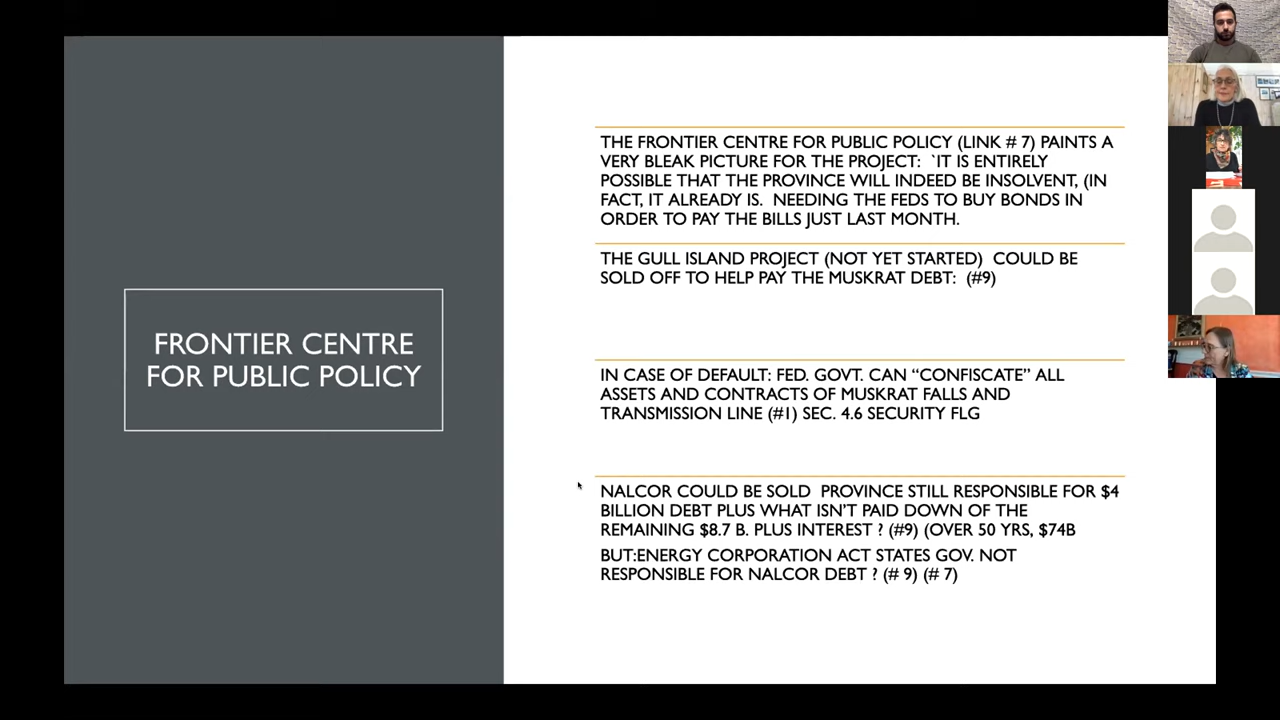 FRONTIER CENTRE
FOR PUBLIC POLICY
THE FRONTIER CENTRE FOR PUBLIC POLICY (LINK # 7) PAINTS A
VERY BLEAK PICTURE FOR THE PROJECT:  `IT IS ENTIRELY
POSSIBLE THAT THE PROVINCE WILL INDEED BE INSOLVENT, (IN
FACT, IT ALREADY IS.  NEEDING THE FEDS TO BUY BONDS IN
ORDER TO PAY THE BILLS JUST LAST MONTH.
THE GULL ISLAND PROJECT (NOT YET STARTED)  COULD BE
SOLD OFF TO HELP PAY THE MUSKRAT DEBT:  (#9)
IN CASE OF DEFAULT: FED. GOVT. CAN “CONFISCATE” ALL
ASSETS AND CONTRACTS OF MUSKRAT FALLS AND
TRANSMISSION LINE (#1) SEC. 4.6 SECURITY FLG
NALCOR COULD BE SOLD  PROVINCE STILL RESPONSIBLE FOR $4
BILLION DEBT PLUS WHAT ISN’T PAID DOWN OF THE
REMAINING $8.7 B. PLUS INTEREST ? (#9) (OVER 50 YRS, $74B
BUT:ENERGY CORPORATION ACT STATES GOV. NOT
RESPONSIBLE FOR NALCOR DEBT ? (# 9) (# 7)